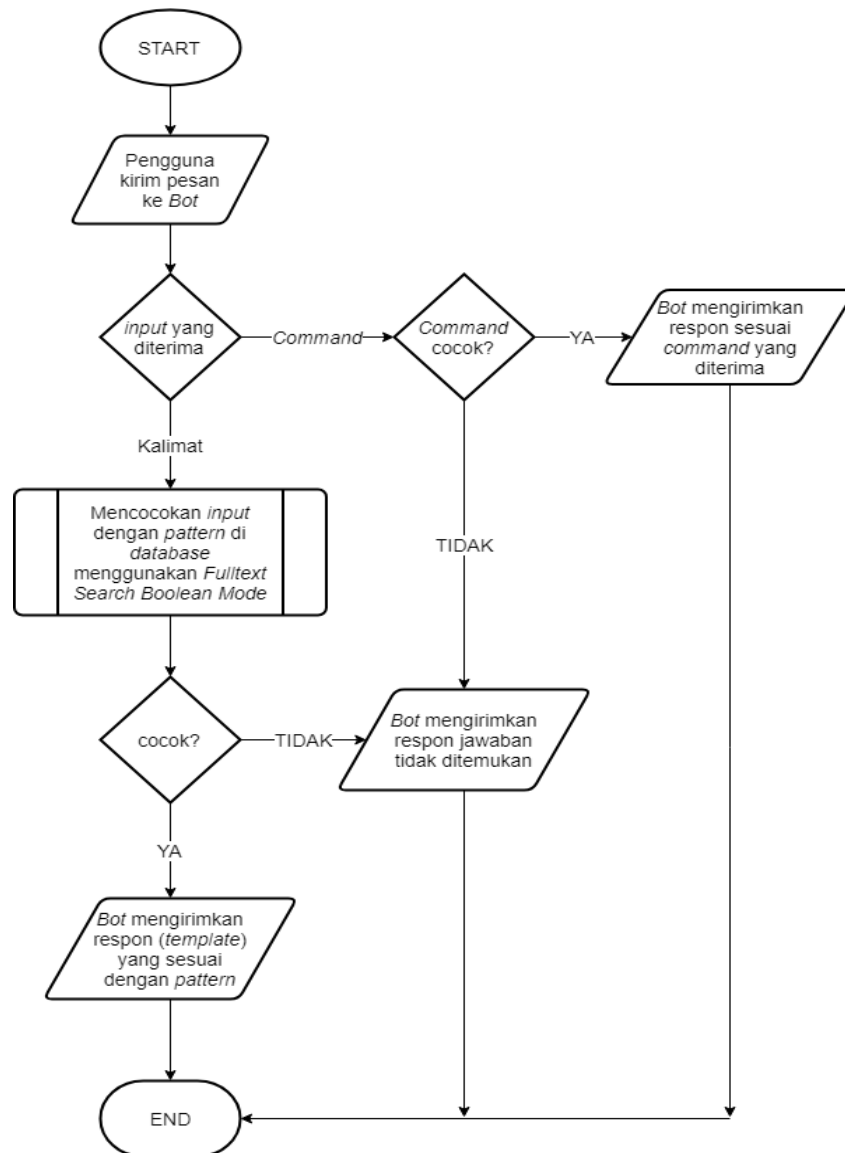 START
Pengguna
kirim pesan
ke Bot
input yang
diterima
Command
Command
cocok?
YA
Bot mengirimkan
respon sesuai
command yang
diterima
Kalimat
Mencocokan input
dengan pattern di
database
menggunakan Fulltext
Search Boolean Mode
TIDAK
cocok?
TIDAK
Bot mengirimkan
respon jawaban
tidak ditemukan
YA
Bot mengirimkan
respon (template)
yang sesuai
dengan pattern
END